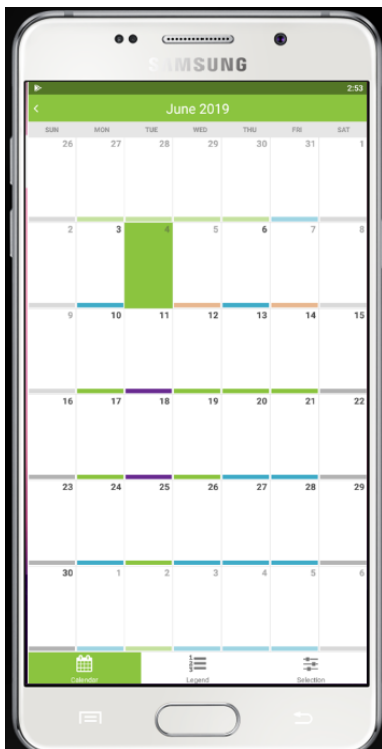 SAMSUNG
2:53
June 2019
SUN MON TUE WED THU FRI SAT
26 27 28 29 30 31 1
2 3 4 5 6 7 8
9 10 11 12 13 14 15
16 17 18 19 20 21 22
23 24 25 26 27 28 29
30 1 2 3 4 5 6
Calendar Legend Selection